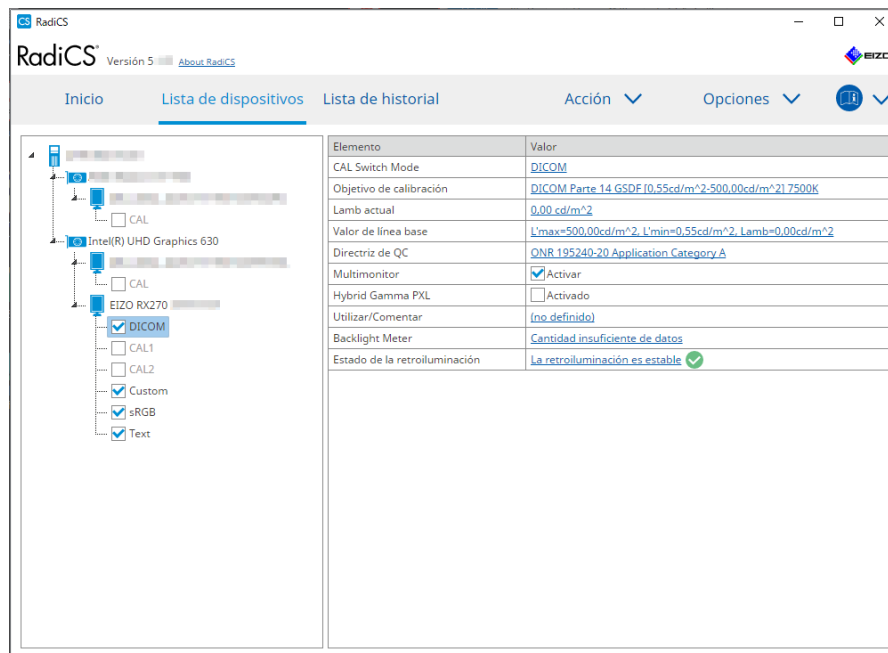 CS RadiCS
RadiCS® Versión 5 About RadiCS
EIZO
Inicio Lista de dispositivos Lista de historial Acción Opciones
CAL
Intel(R) UHD Graphics 630
CAL
EIZO RX270
DICOM
CAL1
CAL2
Custom
sRGB
Text
Elemento Valor
CAL Switch Mode DICOM
Objetivo de calibración DICOM Parte 14 GSDF [0,55cd/m^2-500,00cd/m^2] 7500K
Lamb actual 0,00 cd/m^2
Valor de línea base L'max=500,00cd/m^2, L'min=0,55cd/m^2, Lamb=0,00cd/m^2
Directriz de QC ONR 195240-20 Application Category A
Multimonitor Activar
Hybrid Gamma PXL Activado
Utilizar/Comentar (no definido)
Backlight Meter Cantidad insuficiente de datos
Estado de la retroiluminación La retroiluminación es estable